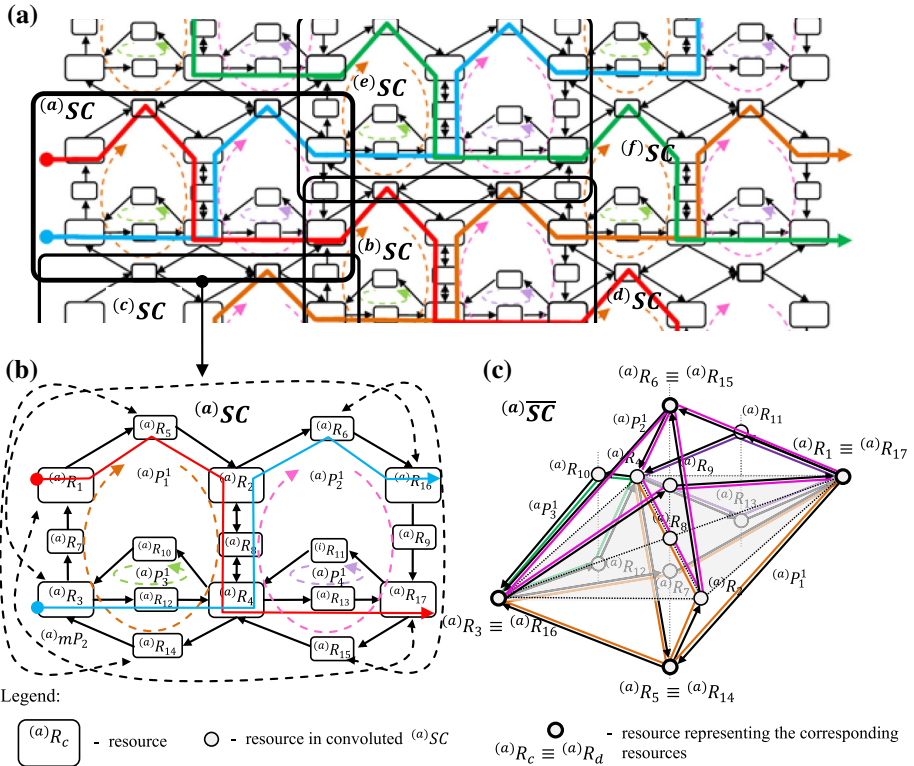 (a)
(a)SC
(e)SC
(f)SC
(b)SC
(c)SC
(d)SC
(b)
(a)SC
(a)R5
(a)R6
(a)R1
(a)P11
(a)R2
(a)P12
(a)R16
(a)R7
(a)R8
(a)R9
(a)R10
(i)R11
(a)P13
(a)P14
(a)R3
(a)R12
(a)R4
(a)R13
(a)R17
(a)mP2
(a)R14
(a)R15
(c)
(a)SC
(a)R6 ≡ (a)R15
(a)P12
(a)R11
(a)R1 ≡ (a)R17
(a)R10
(a)R4
(a)R9
(a)P13
(a)R13
(a)R8
(a)R12
(a)R7
(a)R2
(a)P11
(a)R3 ≡ (a)R16
(a)R5 ≡ (a)R14
Legend:
(a)Rc - resource
- resource in convoluted (a)SC
(a)Rc ≡ (a)Rd - resource representing the corresponding
resources